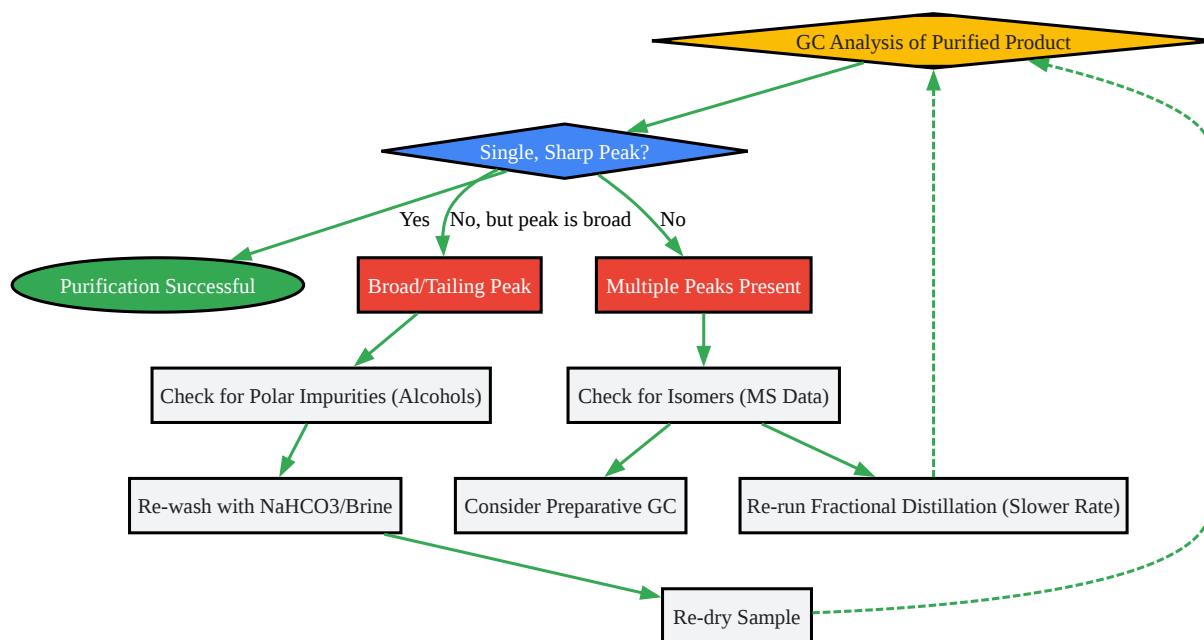 GC Analysis of Purified Product
Single, Sharp Peak?
Yes
No, but peak is broad
No
Purification Successful
Broad/Tailing Peak
Multiple Peaks Present
Check for Polar Impurities (Alcohols)
Check for Isomers (MS Data)
Re-wash with NaHCO3/Brine
Consider Preparative GC
Re-run Fractional Distillation (Slower Rate)
Re-dry Sample